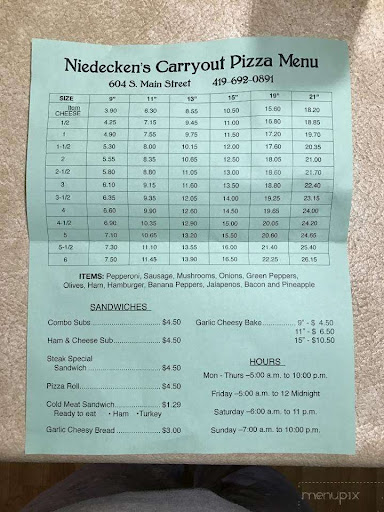 Niedecken's Carryout Pizza Menu
604 S. Main Street 419-692-0891
SIZE 9" 11" 13" 15" 19" 21"
Item
CHEESE 3.90 6.30 8.55 10.50 15.60 18.20
1/2 4.25 7.15 9.45 11.00 16.80 18.85
1 4.90 7.55 9.75 11.50 17.20 19.70
1-1/2 5.30 8.00 10.15 12.00 17.60 20.35
2 5.55 8.35 10.65 12.50 18.05 21.00
2-1/2 5.80 8.80 11.05 13.00 21.70
3 6.10 9.15 11.60 13.50 18.80 22.40
3-1/2 6.35 9.35 12.05 14.00 19.25 23.15
4 6.60 9.90 12.60 14.50 19.65 24.00
4-1/2 6.90 10.35 12.90 15.00 20.05 24.20
5 7.10 10.65 13.20 15.50 20.60 24.65
5-1/2 7.30 11.10 13.55 16.00 21.40 25.40
6 7.50 11.45 13.90 16.50 22.25 26.15
ITEMS: Pepperoni, Sausage, Mushrooms, Onions, Green Peppers,
Olives, Ham, Hamburger, Banana Peppers, Jalapenos, Bacon and Pineapple
SANDWICHES
Combo Subs $4.50
Ham & Cheese Sub $4.50
Steak Special
Sandwich $4.50
Pizza Roll $4.50
Cold Meat Sandwich $1.29
Ready to eat • Ham • Turkey
Garlic Cheesy Bread $3.00
Garlic Cheesy Bake 9" - $ 4.50
11" - $ 6.50
15" - $10.50
HOURS
Mon - Thurs –5:00 a.m. to 10:00 p.m.
Friday –5:00 a.m. to 12 Midnight
Saturday –6:00 a.m. to 11 p.m.
Sunday –7:00 a.m. to 10:00 p.m.
menupix